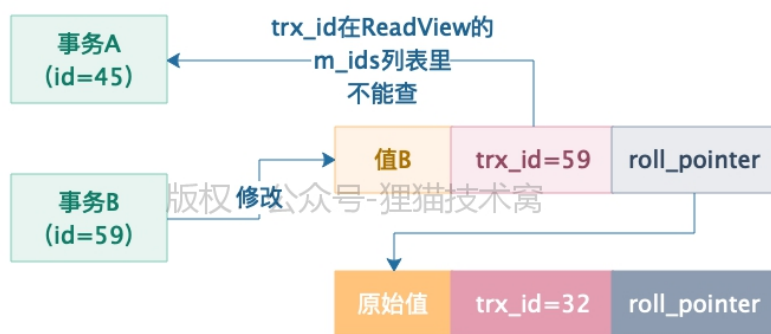 事务A
（id=45）
trx_id在ReadView的
m_ids列表里
不能查
值B
trx_id=59
roll_pointer
事务B
（id=59）
修改
版权 公众号-狸猫技术窝
原始值
trx_id=32
roll_pointer